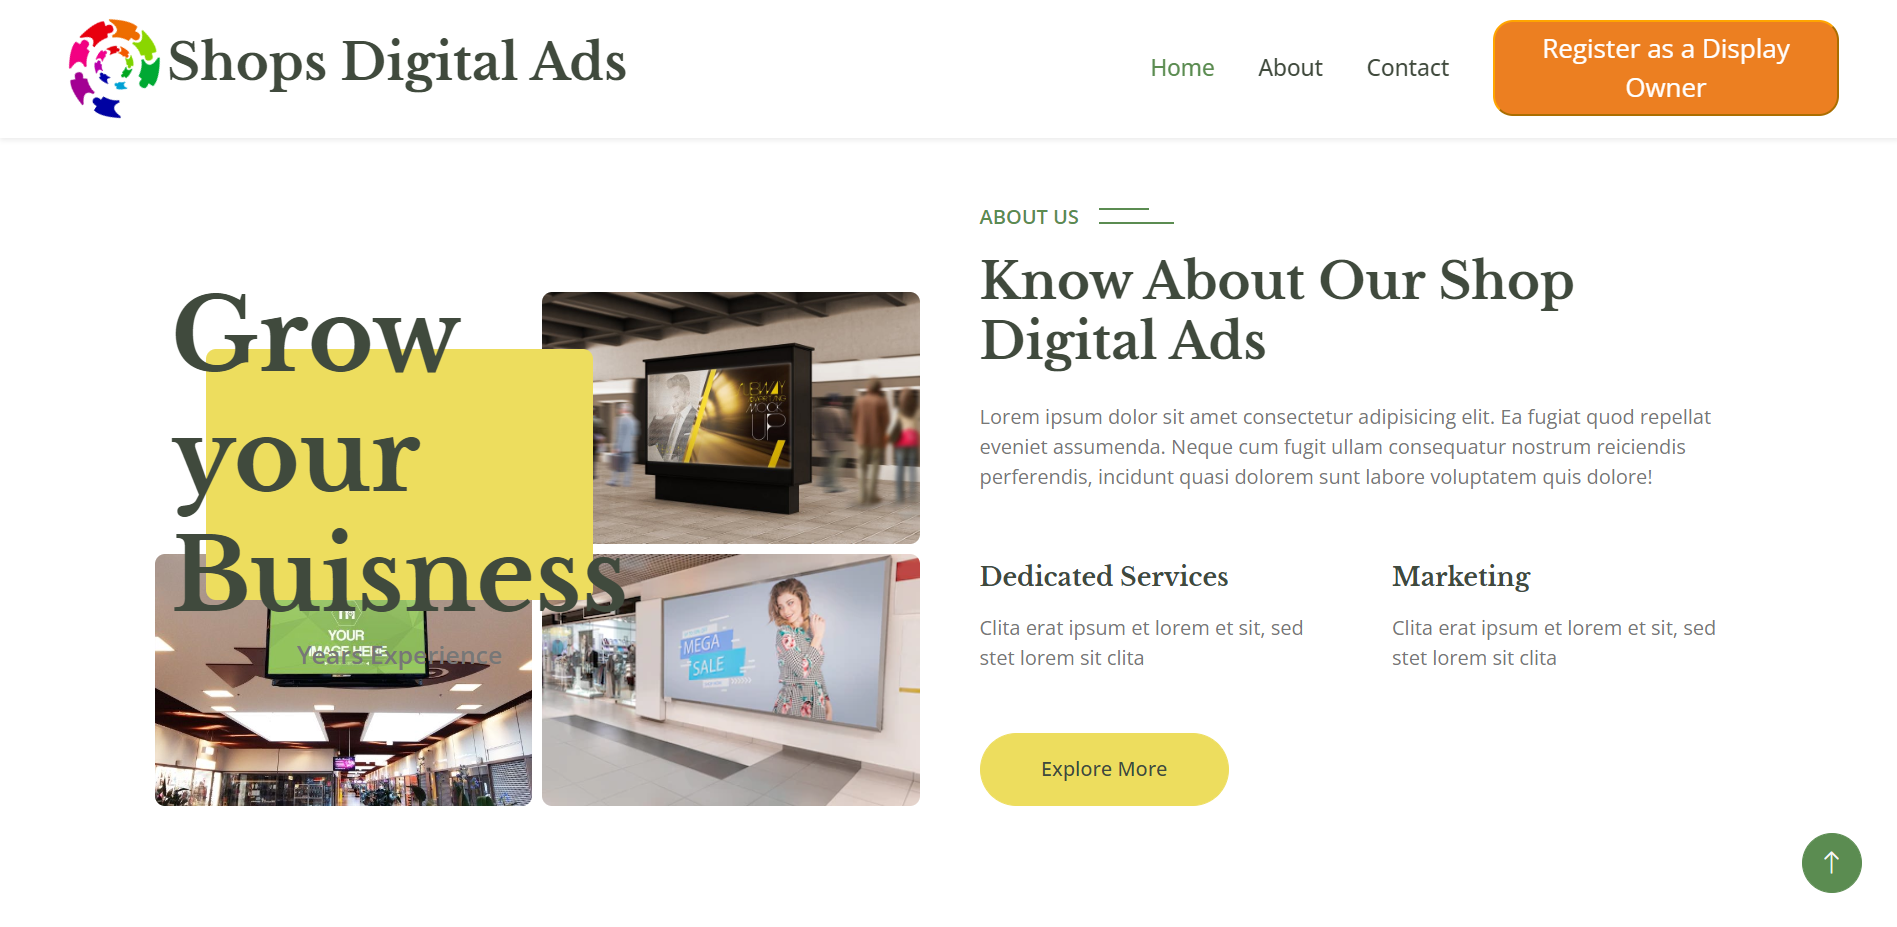 Shops Digital Ads
Home
About
Contact
Register as a Display
Owner
Grow
your
Buisness
Years Experience
SUBWAY
ADVERTISING
MOCK
UP
YOUR
IMAGE HERE
MEGA
SALE
ABOUT US
Know About Our Shop
Digital Ads
Lorem ipsum dolor sit amet consectetur adipisicing elit. Ea fugiat quod repellat
eveniet assumenda. Neque cum fugit ullam consequatur nostrum reiciendis
perferendis, incidunt quasi dolorem sunt labore voluptatem quis dolore!
Dedicated Services
Clita erat ipsum et lorem et sit, sed
stet lorem sit clita
Marketing
Clita erat ipsum et lorem et sit, sed
stet lorem sit clita
Explore More